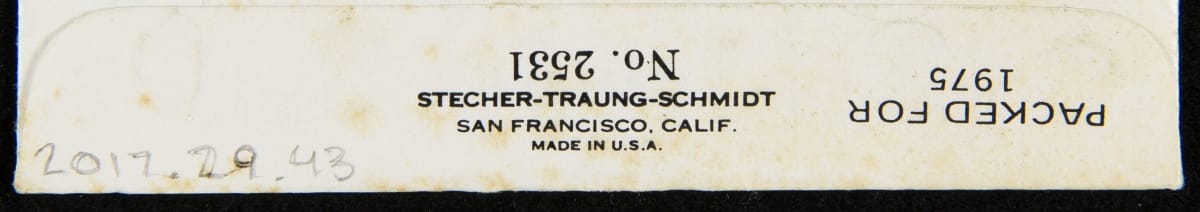 No. 2531
STECHER-TRAUNG-SCHMIDT
SAN FRANCISCO, CALIF.
MADE IN U.S.A.
PACKED FOR
1975
2017.29.43